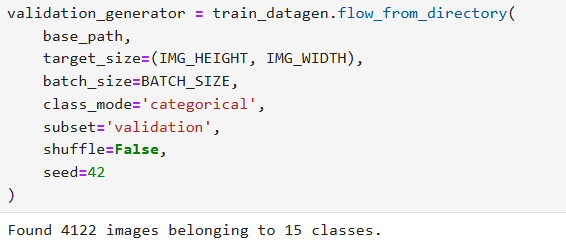 validation_generator = train_datagen.flow_from_directory(
    base_path,
    target_size=(IMG_HEIGHT, IMG_WIDTH),
    batch_size=BATCH_SIZE,
    class_mode='categorical',
    subset='validation',
    shuffle=False,
    seed=42
)
Found 4122 images belonging to 15 classes.